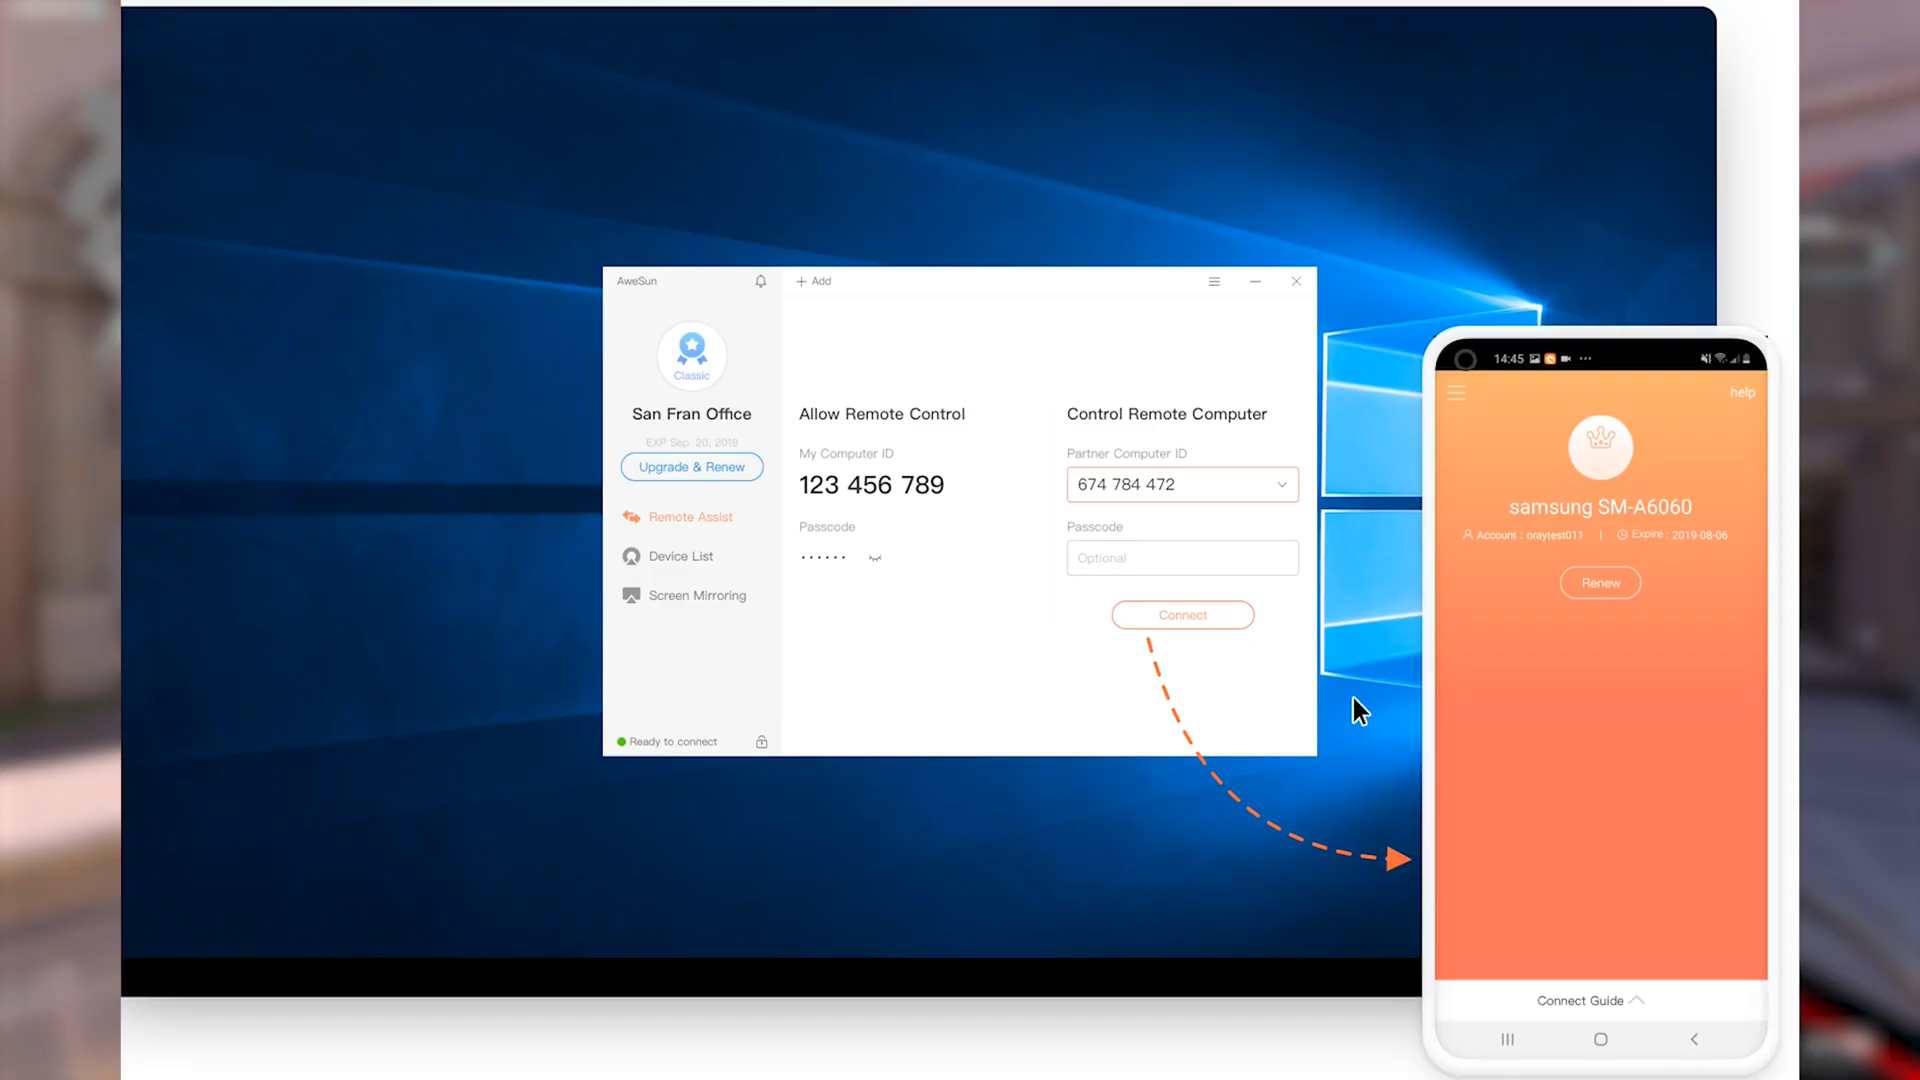 AweSun
+ Add
Classic
San Fran Office
EXP Sep. 20, 2019
Upgrade & Renew
Remote Assist
Device List
Screen Mirroring
Ready to connect
Allow Remote Control
My Computer ID
123 456 789
Passcode
······
Control Remote Computer
Partner Computer ID
674 784 472
Passcode
Optional
Connect
14:45
help
samsung SM-A6060
Account : oraytest011 | Expire : 2019-08-06
Renew
Connect Guide